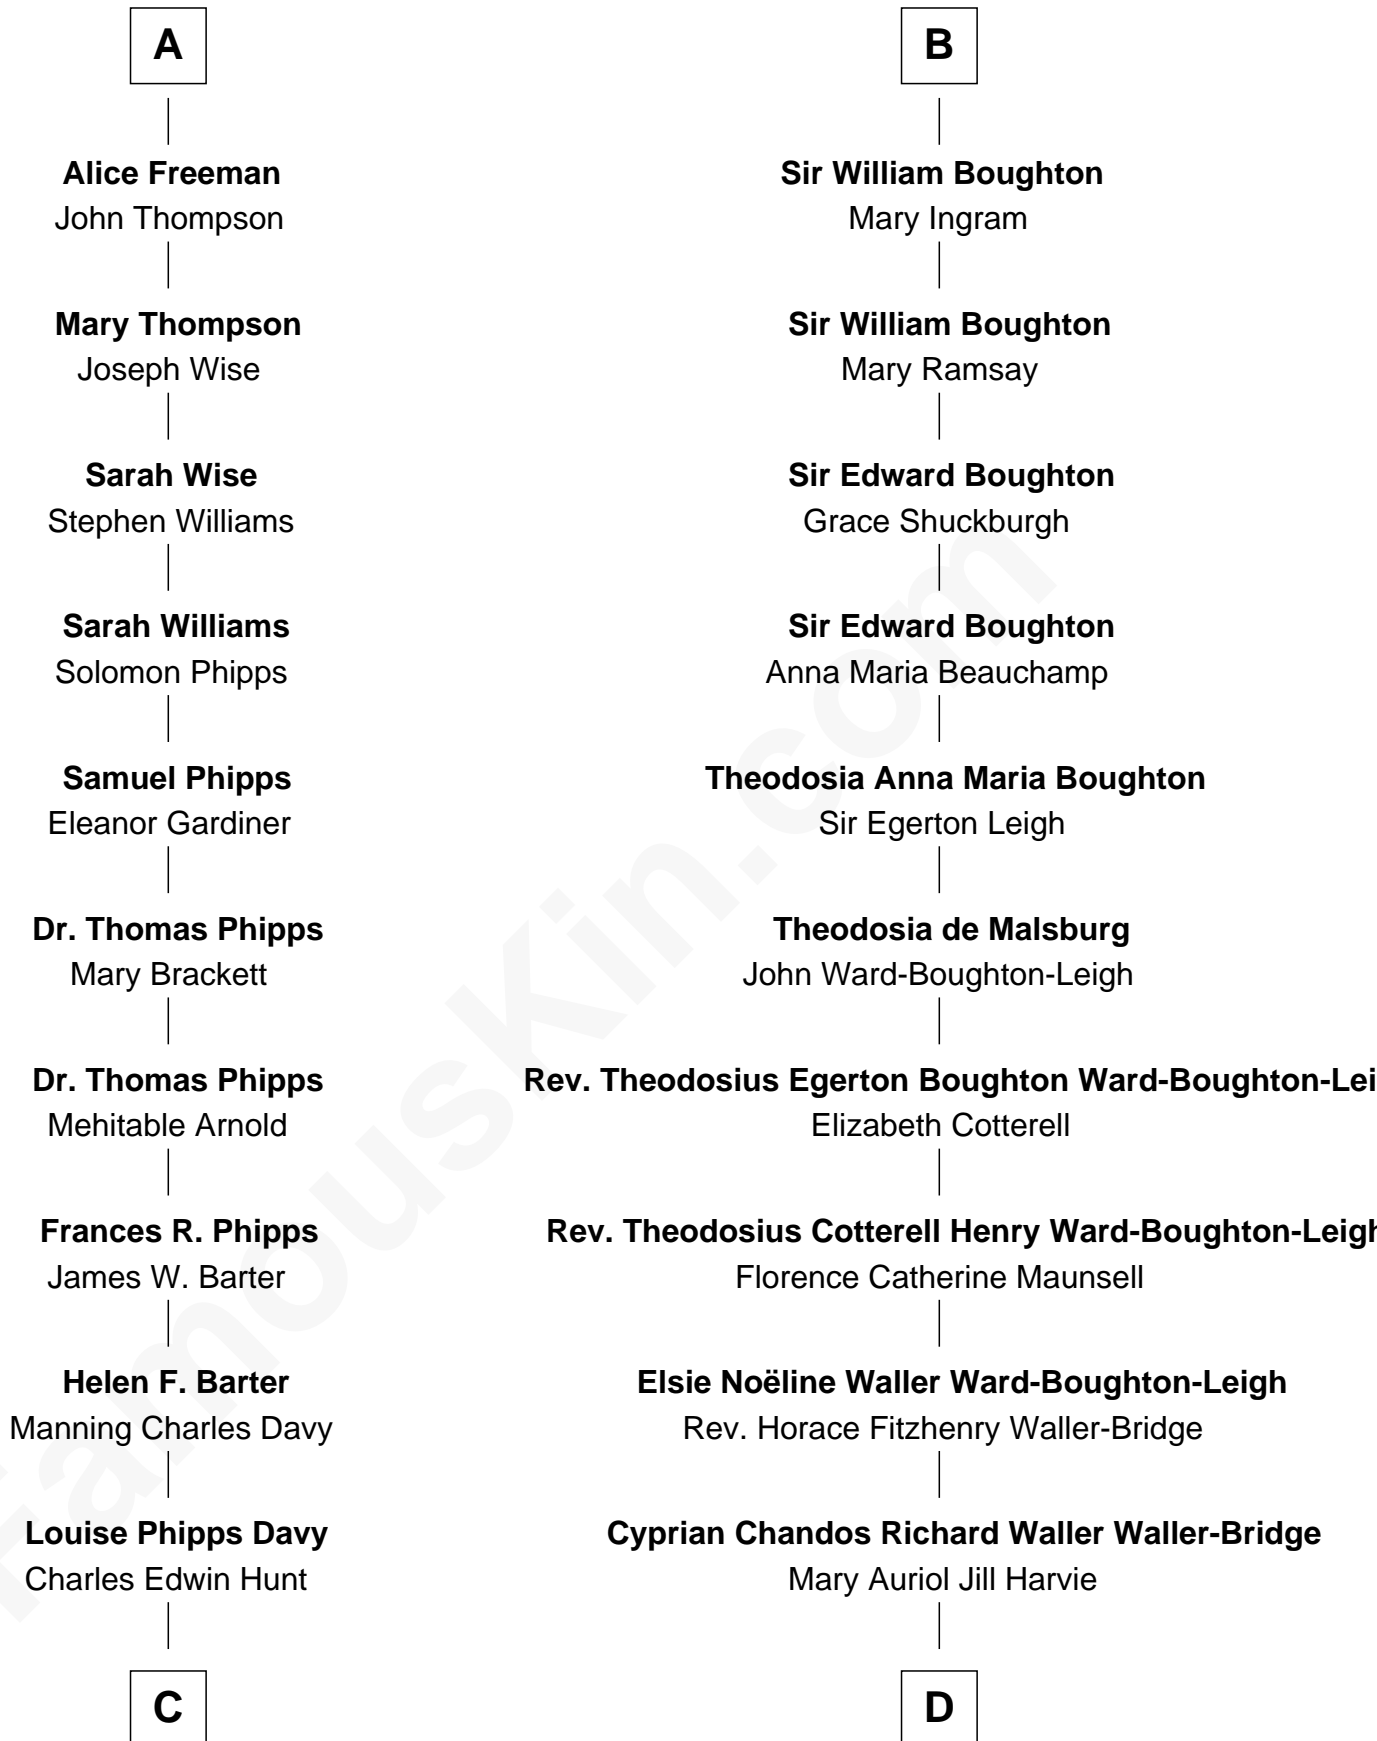 A
Alice Freeman
John Thompson
Mary Thompson
Joseph Wise
Sarah Wise
Stephen Williams
Sarah Williams
Solomon Phipps
Samuel Phipps
Eleanor Gardiner
Dr. Thomas Phipps
Mary Brackett
Dr. Thomas Phipps
Mehitable Arnold
Frances R. Phipps
James W. Barter
Helen F. Barter
Manning Charles Davy
Louise Phipps Davy
Charles Edwin Hunt
C
B
Sir William Boughton
Mary Ingram
Sir William Boughton
Mary Ramsay
Sir Edward Boughton
Grace Shuckburgh
Sir Edward Boughton
Anna Maria Beauchamp
Theodosia Anna Maria Boughton
Sir Egerton Leigh
Theodosia de Malsburg
John Ward-Boughton-Leigh
Rev. Theodosius Egerton Boughton Ward-Boughton-Lei
Elizabeth Cotterell
Rev. Theodosius Cotterell Henry Ward-Boughton-Leigh
Florence Catherine Maunsell
Elsie Noëline Waller Ward-Boughton-Leigh
Rev. Horace Fitzhenry Waller-Bridge
Cyprian Chandos Richard Waller Waller-Bridge
Mary Auriol Jill Harvie
D
FamousKin.com